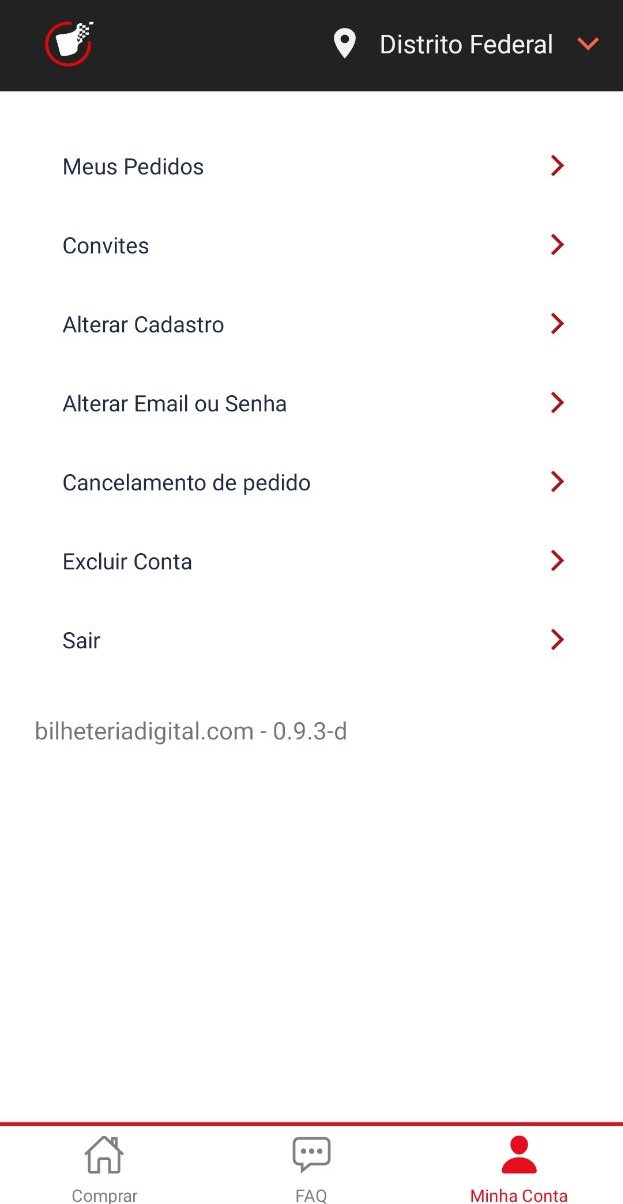 Distrito Federal
Meus Pedidos
Convites
Alterar Cadastro
Alterar Email ou Senha
Cancelamento de pedido
Excluir Conta
Sair
bilheteriadigital.com - 0.9.3-d
Comprar
FAQ
Minha Conta